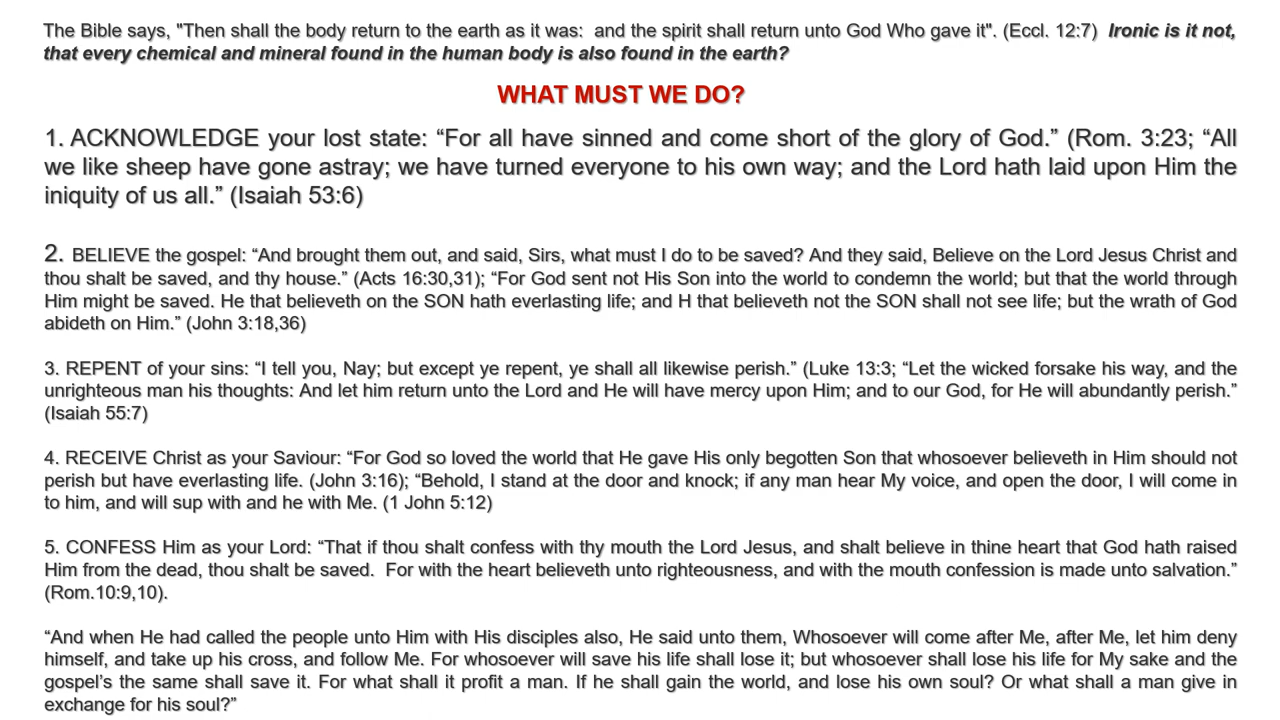 The Bible says, "Then shall the body return to the earth as it was:  and the spirit shall return unto God Who gave it". (Eccl. 12:7)  Ironic is it not,
that every chemical and mineral found in the human body is also found in the earth?
WHAT MUST WE DO?
1. ACKNOWLEDGE your lost state: “For all have sinned and come short of the glory of God.” (Rom. 3:23; “All
we like sheep have gone astray; we have turned everyone to his own way; and the Lord hath laid upon Him the
iniquity of us all.” (Isaiah 53:6)
2. BELIEVE the gospel: “And brought them out, and said, Sirs, what must I do to be saved? And they said, Believe on the Lord Jesus Christ and
thou shalt be saved, and thy house.” (Acts 16:30,31); “For God sent not His Son into the world to condemn the world; but that the world through
Him might be saved. He that believeth on the SON hath everlasting life; and H that believeth not the SON shall not see life; but the wrath of God
abideth on Him.” (John 3:18,36)
3. REPENT of your sins: “I tell you, Nay; but except ye repent, ye shall all likewise perish.” (Luke 13:3; “Let the wicked forsake his way, and the
unrighteous man his thoughts: And let him return unto the Lord and He will have mercy upon Him; and to our God, for He will abundantly perish.”
(Isaiah 55:7)
4. RECEIVE Christ as your Saviour: “For God so loved the world that He gave His only begotten Son that whosoever believeth in Him should not
perish but have everlasting life. (John 3:16); “Behold, I stand at the door and knock; if any man hear My voice, and open the door, I will come in
to him, and will sup with and he with Me. (1 John 5:12)
5. CONFESS Him as your Lord: “That if thou shalt confess with thy mouth the Lord Jesus, and shalt believe in thine heart that God hath raised
Him from the dead, thou shalt be saved.  For with the heart believeth unto righteousness, and with the mouth confession is made unto salvation.”
(Rom.10:9,10).
“And when He had called the people unto Him with His disciples also, He said unto them, Whosoever will come after Me, after Me, let him deny
himself, and take up his cross, and follow Me. For whosoever will save his life shall lose it; but whosoever shall lose his life for My sake and the
gospel’s the same shall save it. For what shall it profit a man. If he shall gain the world, and lose his own soul? Or what shall a man give in
exchange for his soul?”